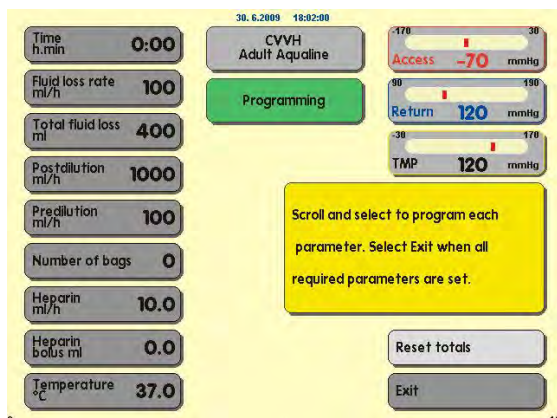 30. 6.2009 18:02:00
Time
h.min 0:00
Fluid loss rate
ml/h 100
Total fluid loss
ml 400
Postdilution
ml/h 1000
Predilution
ml/h 100
Number of bags 0
Heparin
ml/h 10.0
Heparin
bolus ml 0.0
Temperature
°C 37.0
CVVH
Adult Aqualine
Programming
-170 30
Access -70 mmHg
90 190
Return 120 mmHg
-30 170
TMP 120 mmHg
Scroll and select to program each
parameter. Select Exit when all
required parameters are set.
Reset totals
Exit